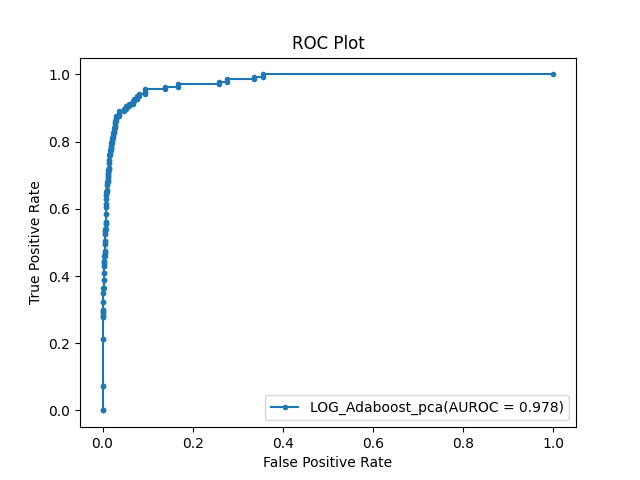 ROC Plot
1.0
0.8
0.6
0.4
0.2
0.0
True Positive Rate
LOG_Adaboost_pca(AUROC = 0.978)
0.0 0.2 0.4 0.6 0.8 1.0
False Positive Rate